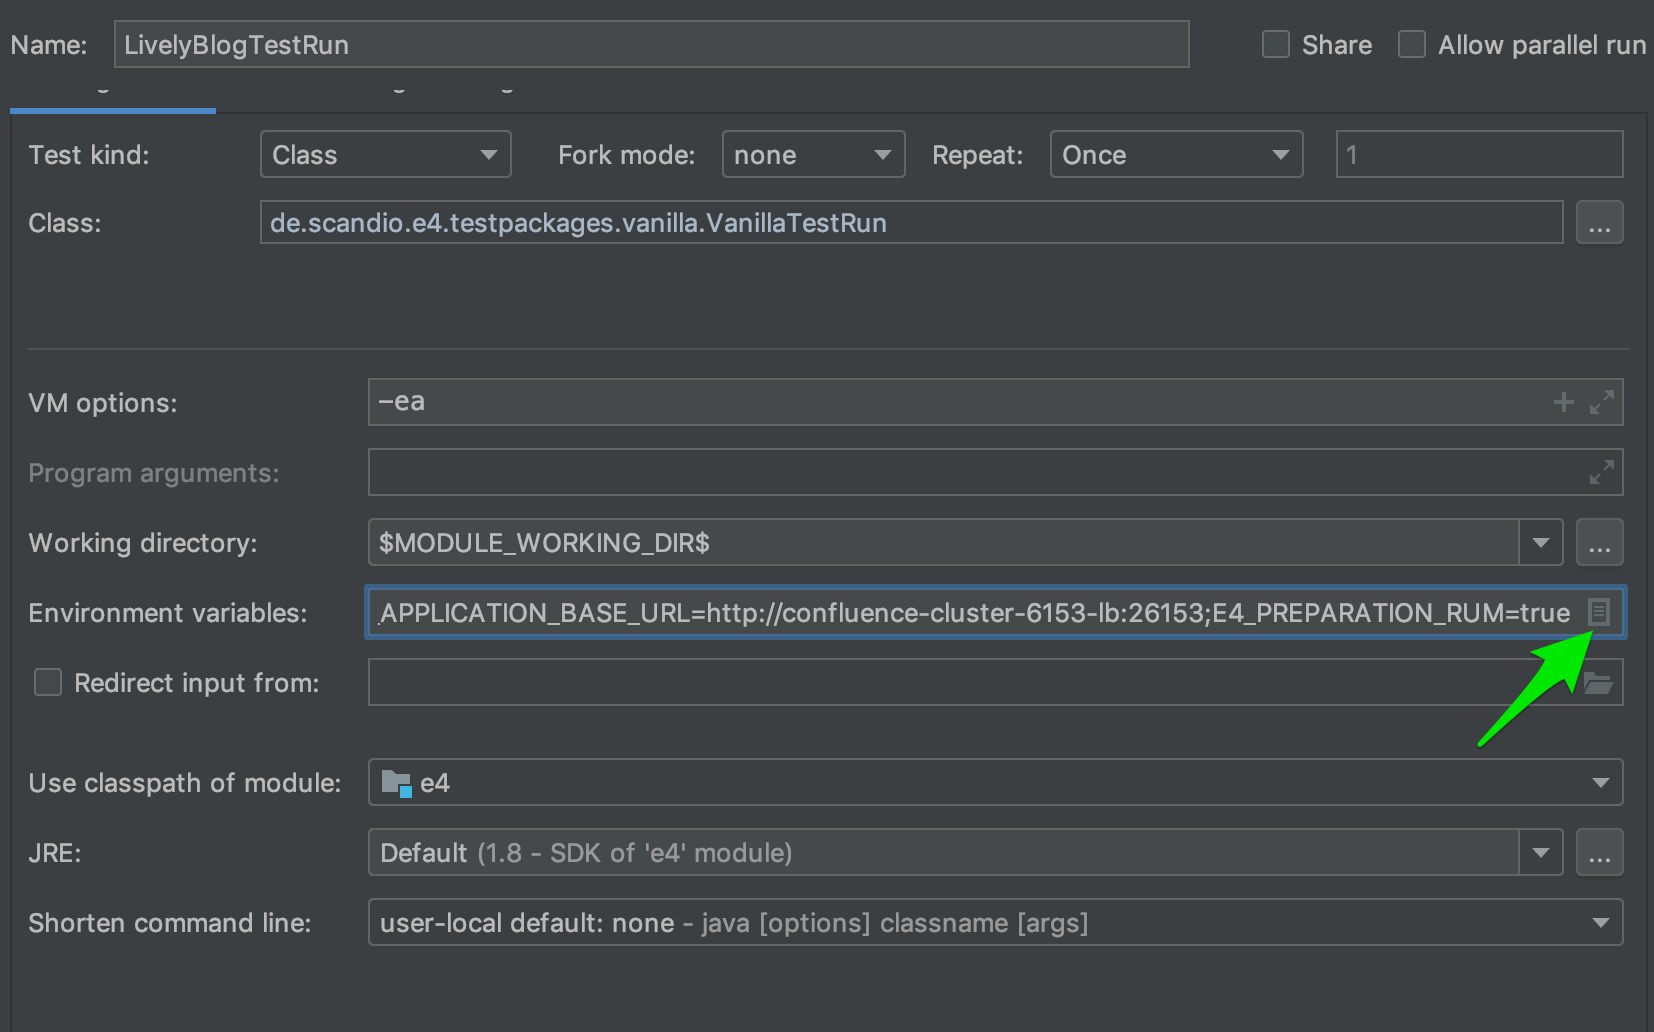 Name: LivelyBlogTestRun Share Allow parallel run
Test kind: Class Fork mode: none Repeat: Once 1
Class: de.scandio.e4.testpackages.vanilla.VanillaTestRun ...
VM options: –ea
Program arguments:
Working directory: $MODULE_WORKING_DIR$ ...
Environment variables: APPLICATION_BASE_URL=http://confluence-cluster-6153-lb:26153;E4_PREPARATION_RUM=true
Redirect input from:
Use classpath of module: e4
JRE: Default (1.8 - SDK of 'e4' module) ...
Shorten command line: user-local default: none - java [options] classname [args]